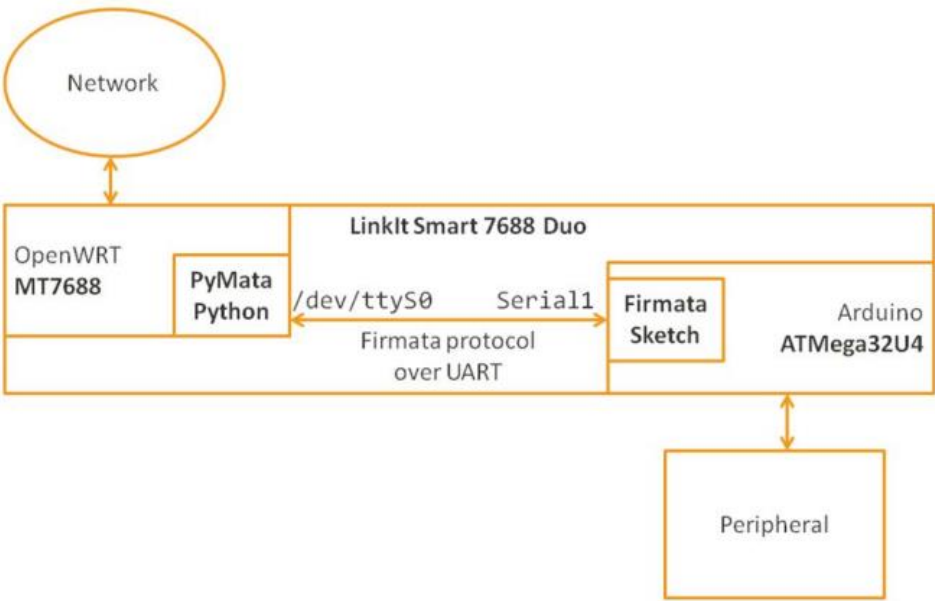 Network
LinkIt Smart 7688 Duo
OpenWRT
MT7688
PyMata
Python
/dev/ttyS0
Serial1
Firmata protocol
over UART
Firmata
Sketch
Arduino
ATMega32U4
Peripheral